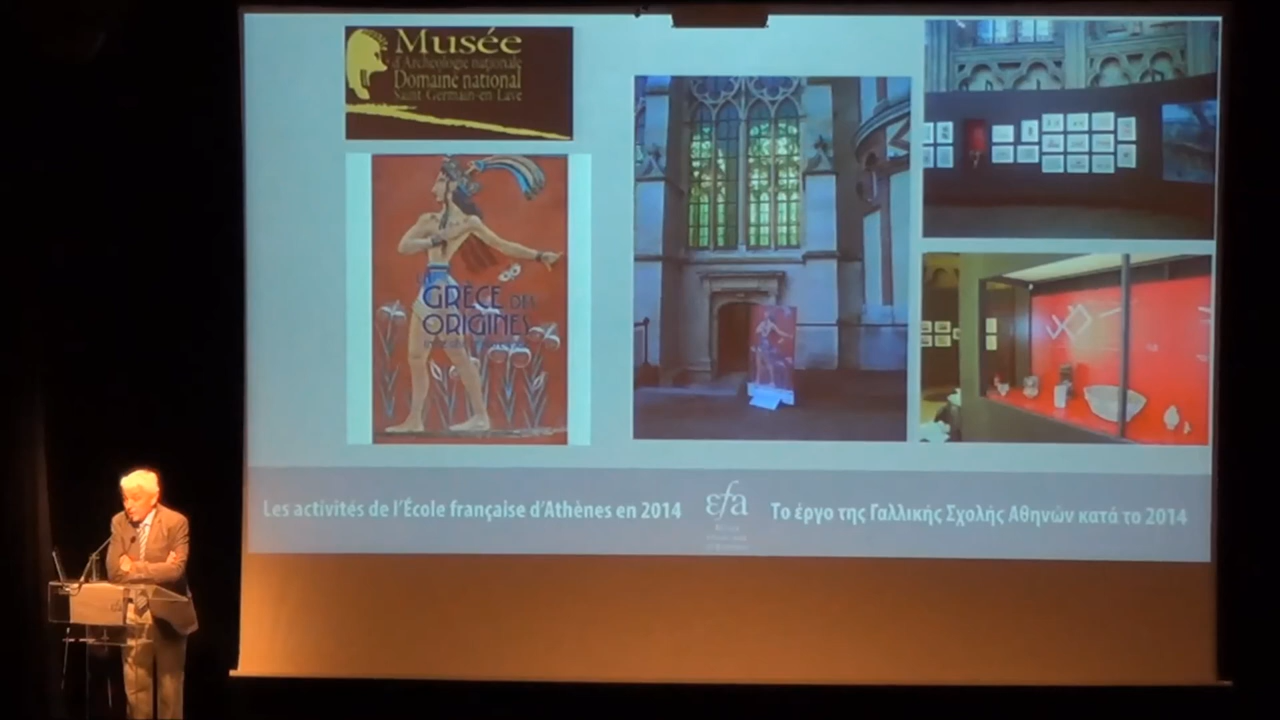 Musée
d'Archéologie nationale
Domaine national
Saint-Germain-en-Laye
GRÈCE DES
ORIGINES
Les activités de l'École française d'Athènes en 2014
εfa
Το έργο της Γαλλικής Σχολής Αθηνών κατά το 2014